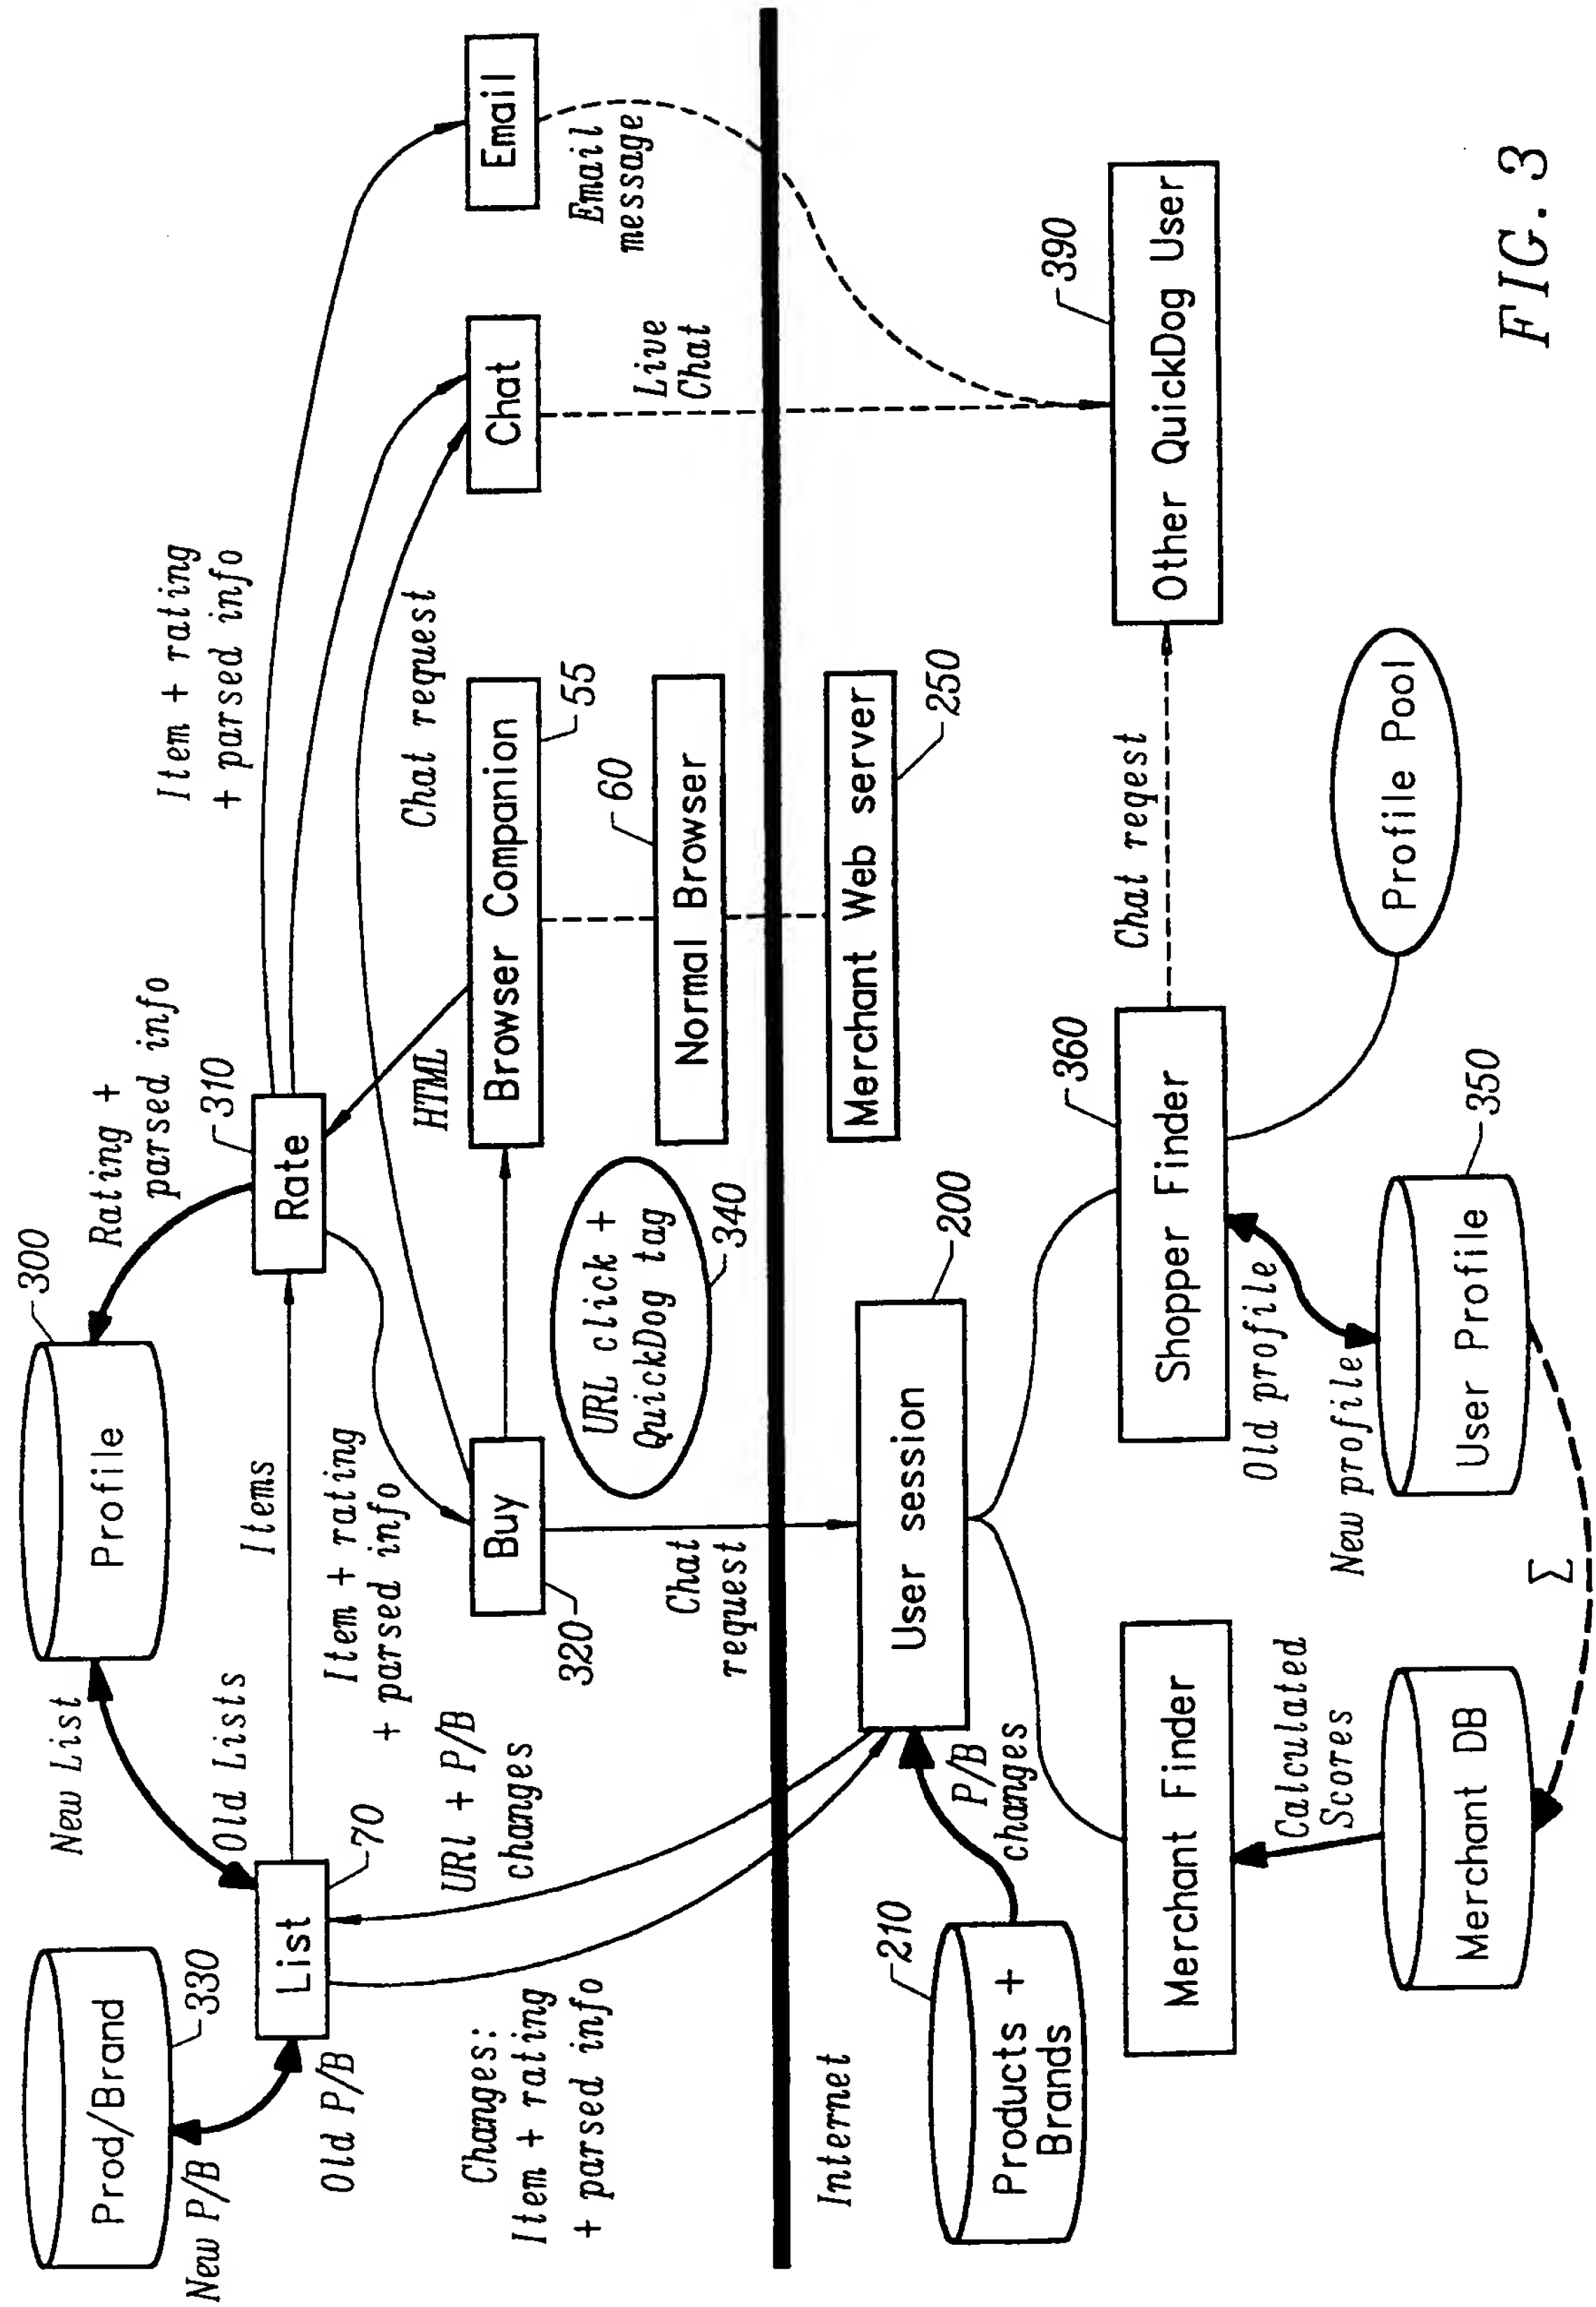 Prod/Brand
330
New P/B
Old P/B
New List
Old Lists
Profile
300
Rating +
parsed info
List
70
Items
Rate
310
Item + rating
+ parsed info
Item + rating
+ parsed info
URL + P/B
changes
Changes:
Item + rating
+ parsed info
Buy
320
HTML
Chat request
Browser Companion
55
Chat
Email
URL click +
QuickDog tag
340
Normal Browser
60
Live
Chat
Email
message
Chat
request
Internet
Merchant Web server
250
User session
200
Products +
Brands
210
P/B
changes
Merchant Finder
Shopper Finder
360
Chat reqest
Other QuickDog User
390
Calculated
Scores
Old profile
New profile
Merchant DB
User Profile
350
Profile Pool
Σ
FIG. 3